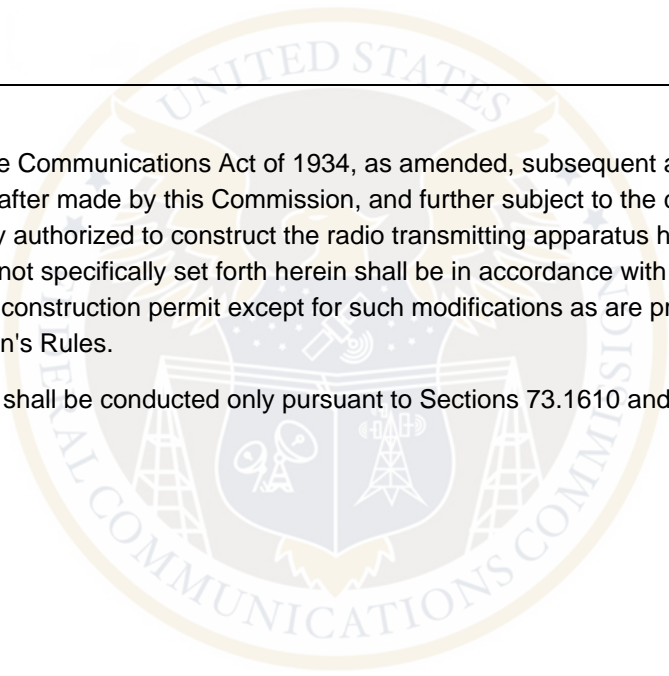 UNITED STATES
e Communications Act of 1934, as amended, subsequent a
after made by this Commission, and further subject to the c
y authorized to construct the radio transmitting apparatus h
not specifically set forth herein shall be in accordance with
construction permit except for such modifications as are pr
n's Rules.
shall be conducted only pursuant to Sections 73.1610 and
FEDERAL COMMUNICATIONS COMMISSION